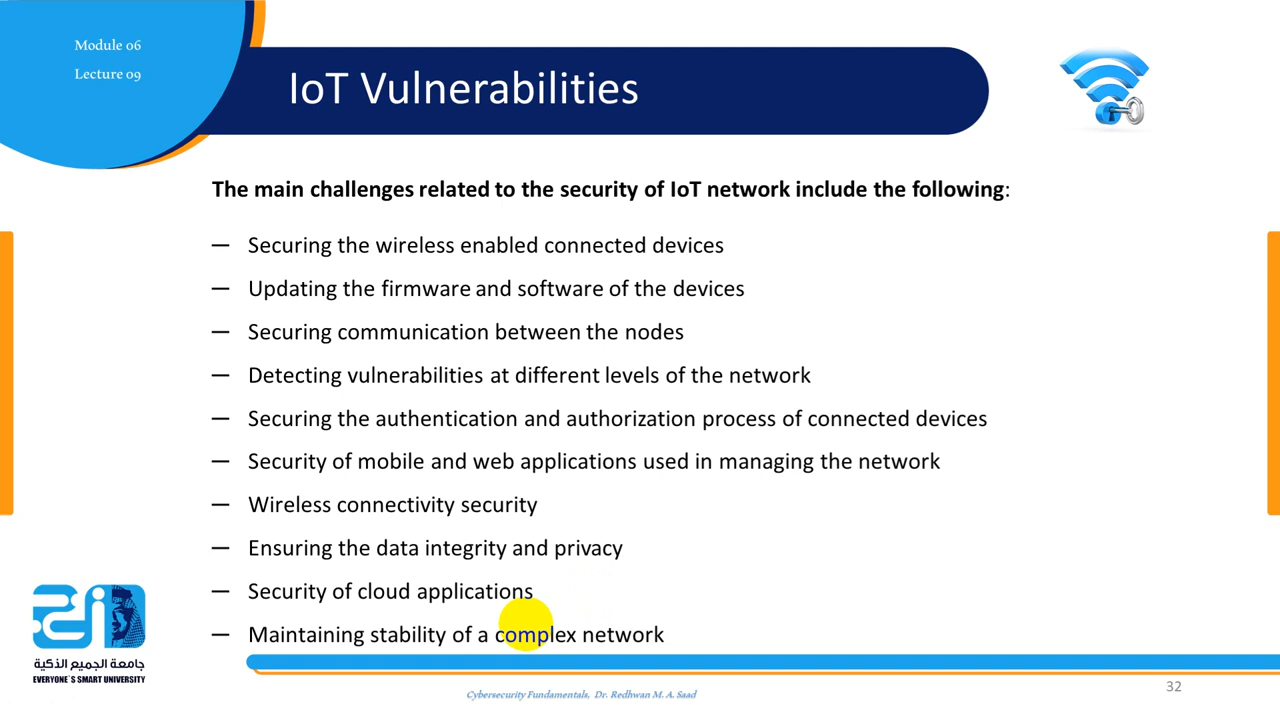 Module 06
Lecture 09
IoT Vulnerabilities
The main challenges related to the security of IoT network include the following:
— Securing the wireless enabled connected devices
— Updating the firmware and software of the devices
— Securing communication between the nodes
— Detecting vulnerabilities at different levels of the network
— Securing the authentication and authorization process of connected devices
— Security of mobile and web applications used in managing the network
— Wireless connectivity security
— Ensuring the data integrity and privacy
— Security of cloud applications
— Maintaining stability of a complex network
جامعة الجميع الذكية
EVERYONE`S SMART UNIVERSITY
Cybersecurity Fundamentals, Dr. Redhwan M. A. Saad
32